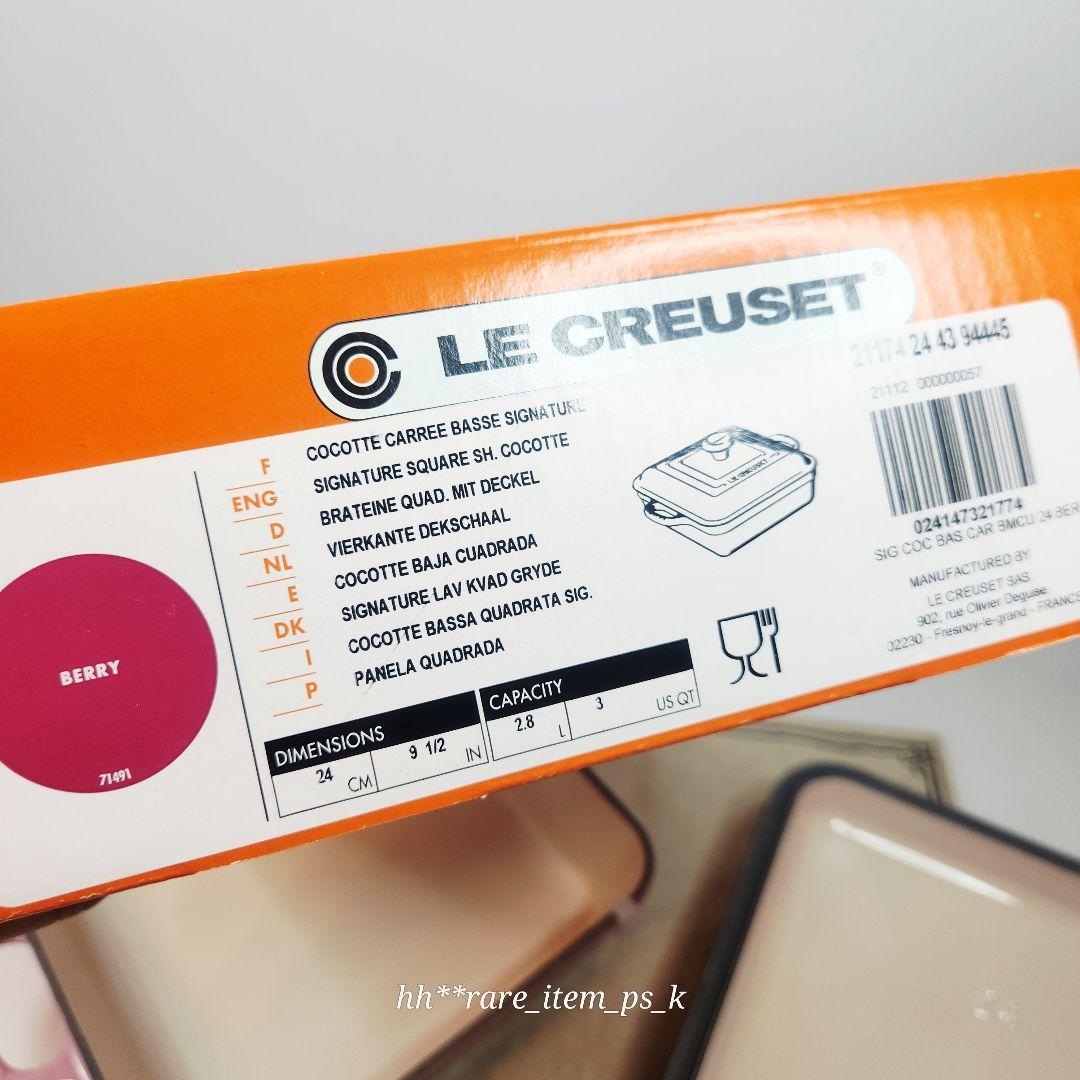 LE CREUSET®
21174 24 43 94445
21112 000000057
024147321774
SIG COC BAS CAR BMCU 24 BER
MANUFACTURED BY
LE CREUSET SAS
902, rue Olivier Deguise
02230 - Fresnoy-le-grand - FRANCE
F COCOTTE CARREE BASSE SIGNATURE
ENG SIGNATURE SQUARE SH. COCOTTE
D BRATEINE QUAD. MIT DECKEL
NL VIERKANTE DEKSCHAAL
E COCOTTE BAJA CUADRADA
DK SIGNATURE LAV KVAD GRYDE
I COCOTTE BASSA QUADRATA SIG.
P PANELA QUADRADA
LE CREUSET
BERRY
71491
DIMENSIONS
24 CM 9 1/2 IN
CAPACITY
2.8 L 3 US QT
hh**rare_item_ps_k